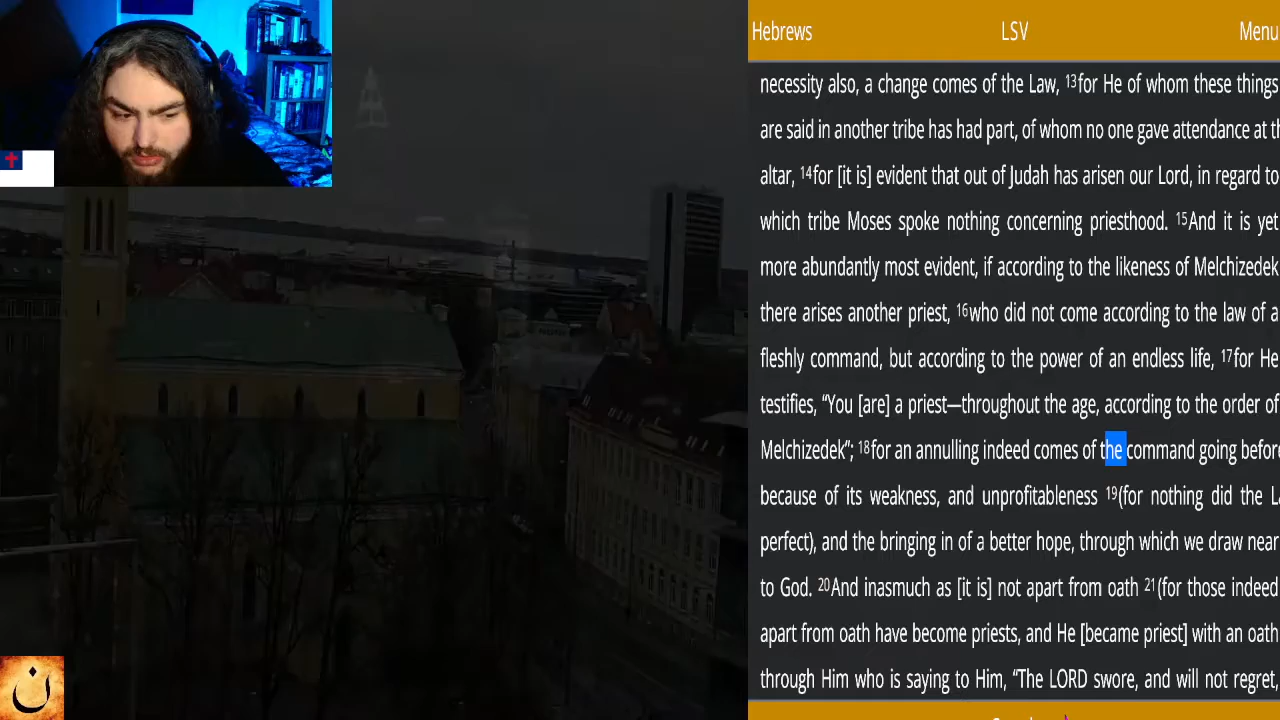 Hebrews LSV Menu
necessity also, a change comes of the Law, 13for He of whom these things
are said in another tribe has had part, of whom no one gave attendance at th
altar, 14for [it is] evident that out of Judah has arisen our Lord, in regard to
which tribe Moses spoke nothing concerning priesthood. 15And it is yet
more abundantly most evident, if according to the likeness of Melchizedek
there arises another priest, 16who did not come according to the law of a
fleshly command, but according to the power of an endless life, 17for He
testifies, “You [are] a priest—throughout the age, according to the order of
Melchizedek”; 18for an annulling indeed comes of the command going before
because of its weakness, and unprofitableness 19(for nothing did the La
perfect), and the bringing in of a better hope, through which we draw near
to God. 20And inasmuch as [it is] not apart from oath 21(for those indeed
apart from oath have become priests, and He [became priest] with an oath
through Him who is saying to Him, “The LORD swore, and will not regret,
ن